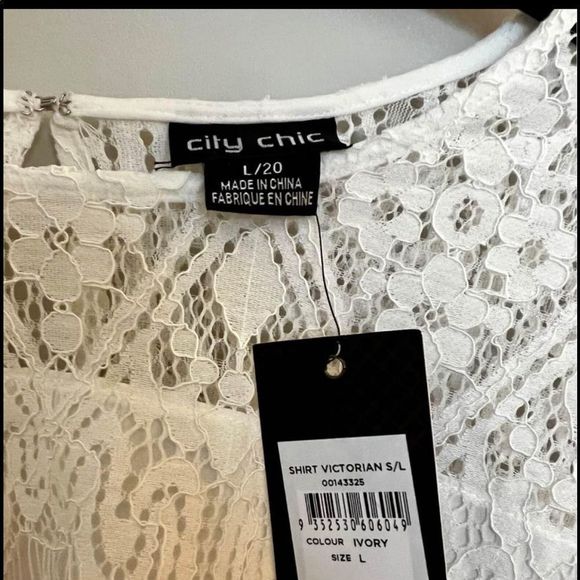 city chic
L/20
MADE IN CHINA
FABRIQUE EN CHINE
SHIRT VICTORIAN S/L
00143325
9 352530 606049
COLOUR IVORY
SIZE L